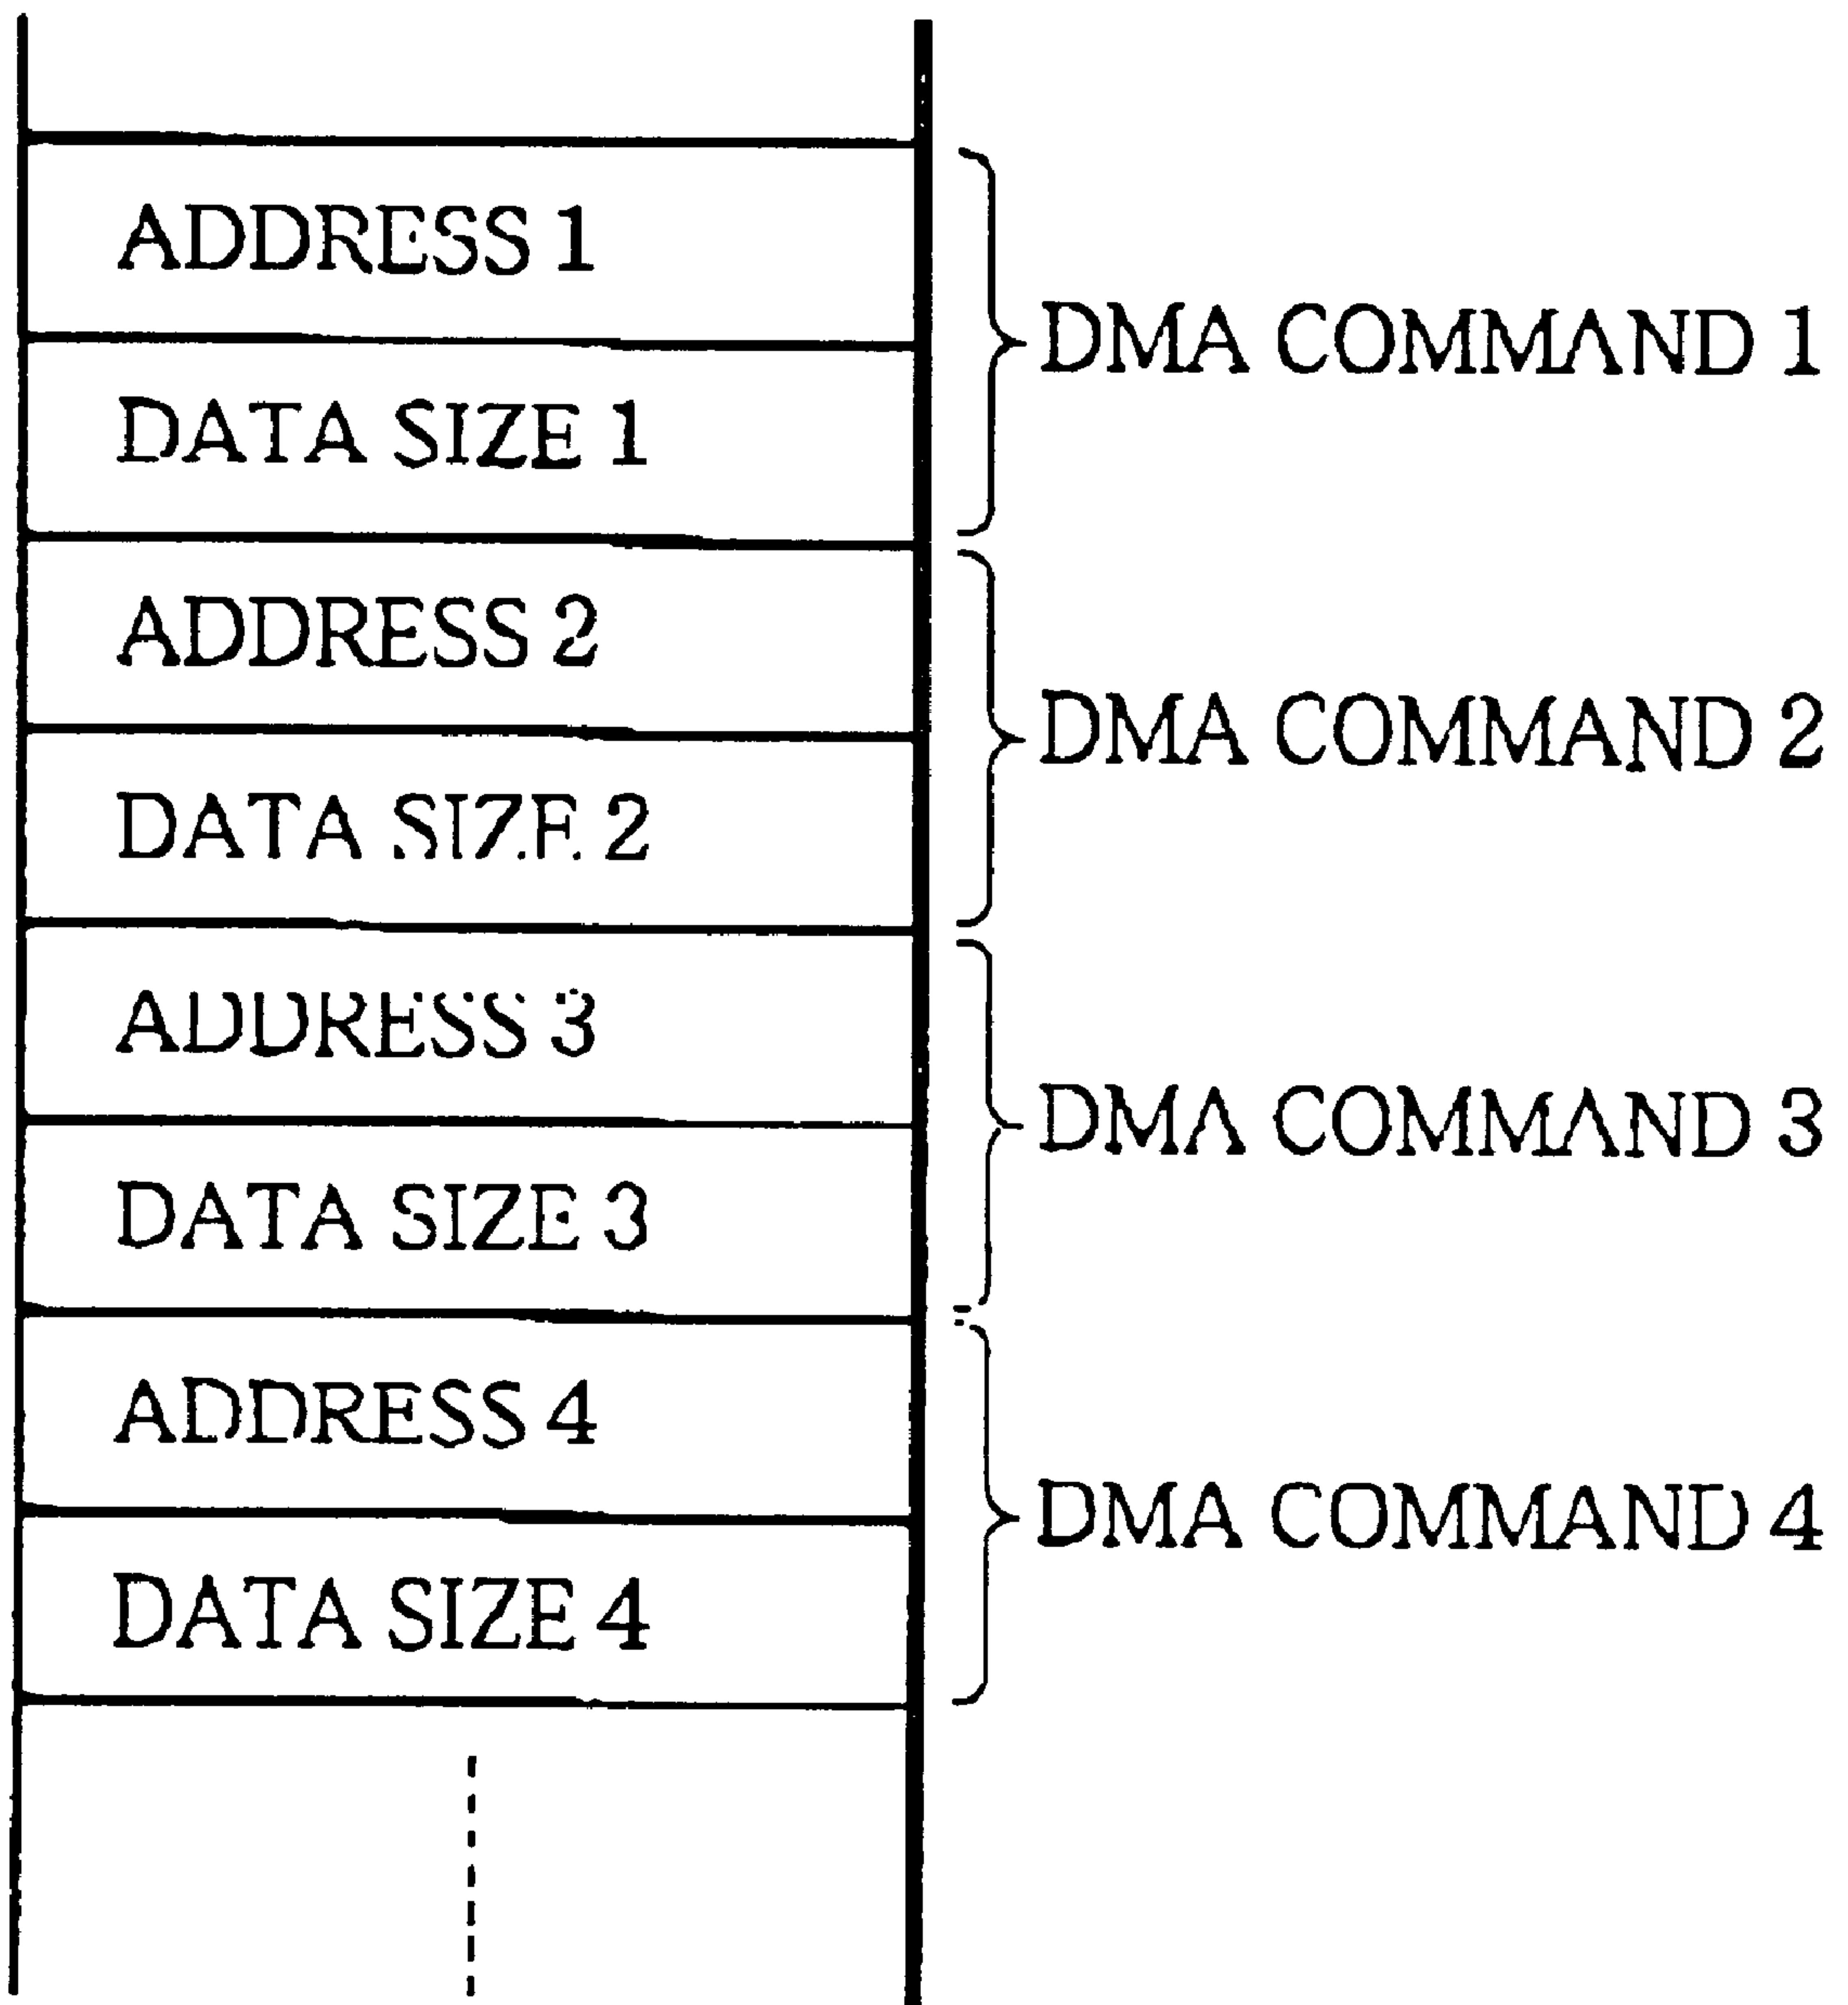 ADDRESS 1
DMA COMMAND 1
DATA SIZE 1
ADDRESS 2
DMA COMMAND 2
DATA SIZE 2
ADDRESS 3
DMA COMMAND 3
DATA SIZE 3
ADDRESS 4
DMA COMMAND 4
DATA SIZE 4